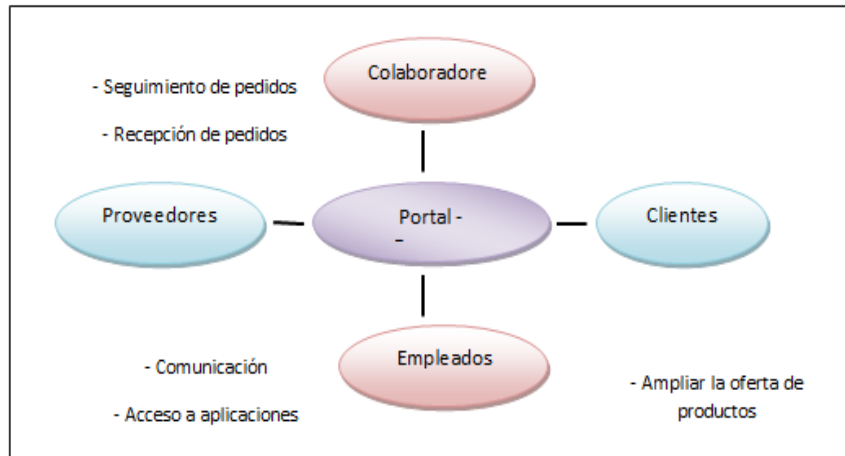 Colaboradore
- Seguimiento de pedidos
- Recepción de pedidos
Proveedores
Portal -
–
Clientes
- Comunicación
Empleados
- Acceso a aplicaciones
- Ampliar la oferta de
productos